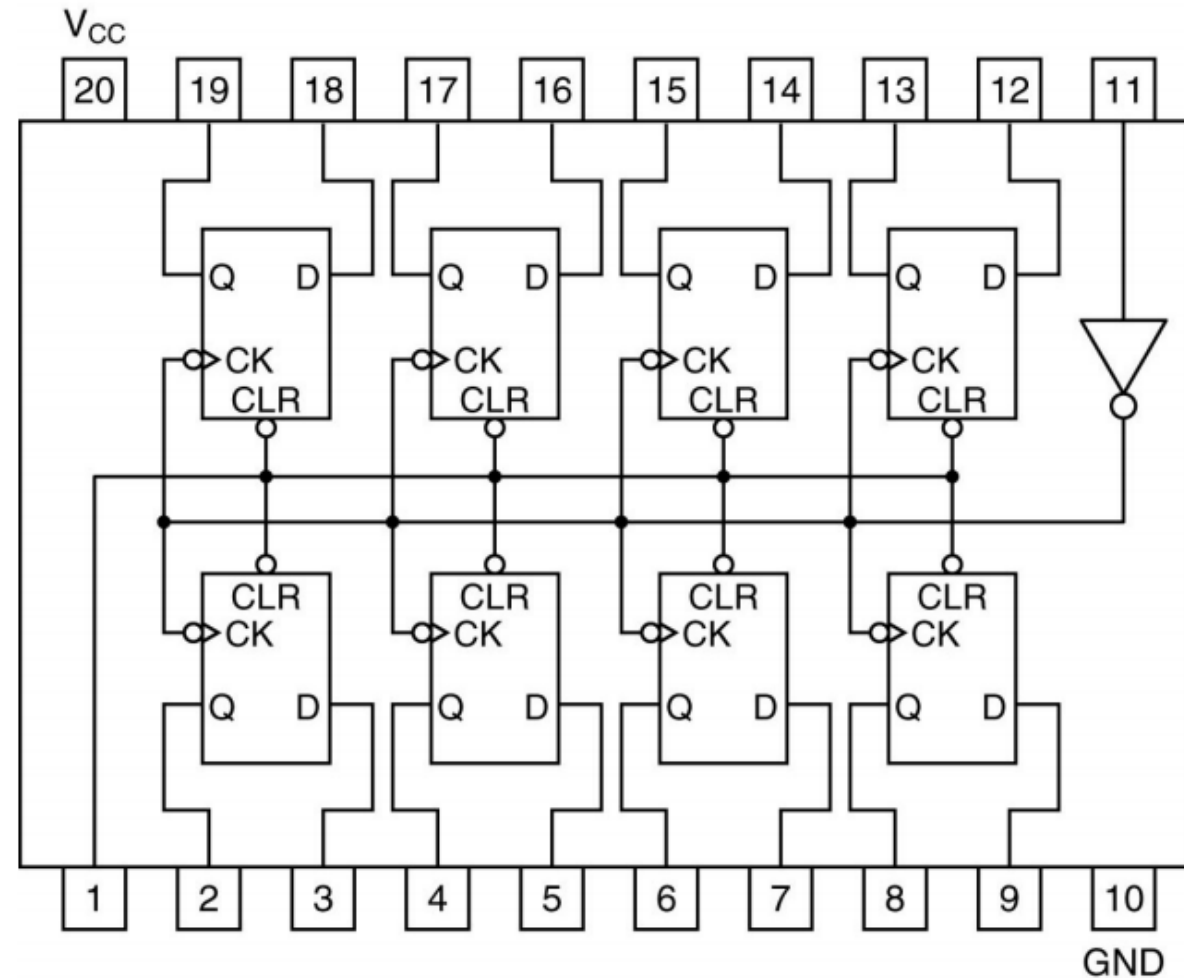 V_CC
20 19 18 17 16 15 14 13 12 11
Q D Q D Q D Q D
CK CK CK CK
CLR CLR CLR CLR
CLR CLR CLR CLR
CK CK CK CK
Q D Q D Q D Q D
1 2 3 4 5 6 7 8 9 10
GND